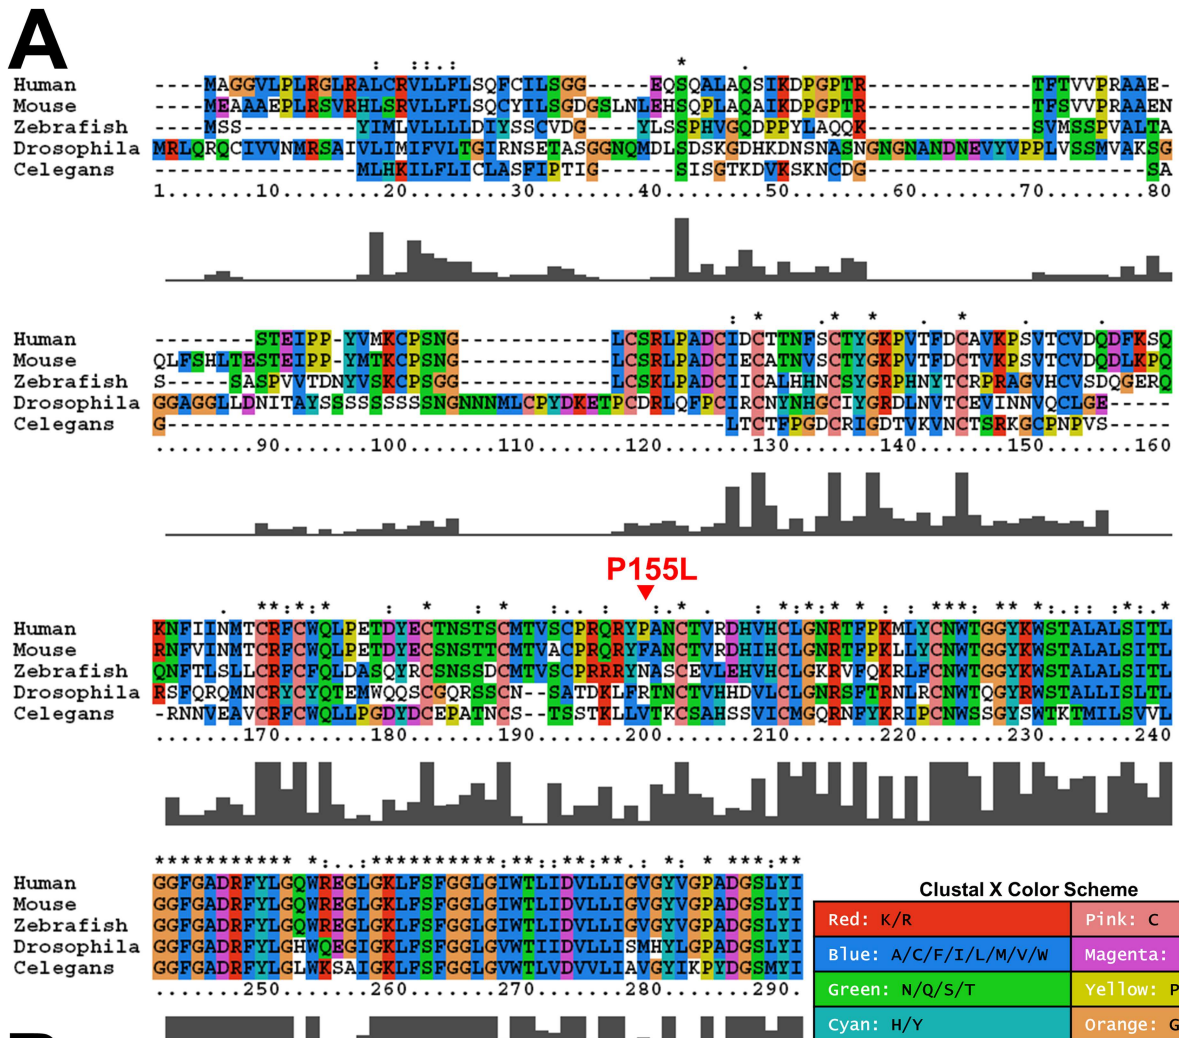 A
: ::.: * .
Human ----MAGGVLPLRGLRALCRVLLFLSQFCILSGG-----EQSQALAQSIKDPGPTR-------------TFTVVPRAAE-
Mouse ----MEAAAEPLRSVRHLSRVLLFLSQCYILSGDGSLNLEHSQPLAQAIKDPGPTR-------------TFSVVPRAAEN
Zebrafish ----MSS---------YIMLVLLLLDIYSSCVDG----YLSSPHVGQDPPYLAQQK-------------SVMSSPVALTA
Drosophila MRLQRQCIVVNMRSAIVLIMIFVLTGIRNSETASGGNQMDLSDSKGDHKDNSNASNGNGNANDNEVYVPPLVSSMVAKSG
Celegans ----------------MLHKILFLICLASFIPTIG------SISGTKDVKSKNCDG----------------------SA
1.......10........20........30........40........50........60........70........80
: * .* * . * . .
Human --------STEIPP-YVMKCPSNG------------LCSRLPADCIDCTTNFSCTYGKPVTFDCAVKPSVTCVDQDFKSQ
Mouse QLFSHLTESTEIPP-YMTKCPSNG------------LCSRLPADCIECATNVSCTYGKPVTFDCTVKPSVTCVDQDLKPQ
Zebrafish S-----SASPVVTDNYVSKCPSGG------------LCSKLPADCIICALHHNCSYGRPHNYTCRPRAGVHCVSDQGERQ
Drosophila GGAGGLLDNITAYSSSSSSSSSNGNNNMLCPYDKETPCDRLQFPCIRCNYNHGCIYGRDLNVTCEVINNVQCLGE-----
Celegans G--------------------------------------------LTCTFPGDCRIGDTVKVNCTSRKGCPNPVS-----
........90........100.......110.......120.......130.......140.......150.......160
P155L
. **:*:* : * : * :.. : .:* . * :*:* * : * ***:** *:**:.:: :*:.*
Human KNFIINMTCRFCWQLPETDYECTNSTSCMTVSCPRQRYPANCTVRDHVHCLGNRTFPKMLYCNWTGGYKWSTALALSITL
Mouse RNFVINMTCRFCWQLPETDYECSNSTTCMTVACPRQRYFANCTVRDHIHCLGNRTFPKLLYCNWTGGYKWSTALALSITL
Zebrafish QNFTLSLLCRFCFQLDASQYRCSNSSDCMTVSCPRRRYNASCEVLEHVHCLGKRVFQKRLFCNWTGGYKWSTALALSITL
Drosophila RSFQRQMNCRYCYQTEMWQQSCGQRSSCN--SATDKLFRTNCTVHHDVLCLGNRSFTRNLRCNWTQGYRWSTALLISLTL
Celegans -RNNVEAVCRFCWQLLPGDYDCEPATNCS--TSSTKLLVTKCSAHSSVICMGQRNFYKRIPCNWSSGYSWTKTMILSVVL
........170.......180.......190.......200.......210.......220.......230.......240
*********** *:..:********** :**::**:**.: *: * ***:**
Human GGFGADRFYLGQWREGLGKLFSFGGLGIWTLIDVLLIGVGYVGPADGSLYI
Mouse GGFGADRFYLGQWREGLGKLFSFGGLGIWTLIDVLLIGVGYVGPADGSLYI
Zebrafish GGFGADRFYLGQWREGLGKLFSFGGLGIWTLIDVLLIGVGYVGPADGSLYI
Drosophila GGFGADRFYLGHWQEGIGKLFSFGGLGVWTIIDVLLISMHYLGPADGSLYI
Celegans GGFGADRFYLGLWKSAIGKLFSFGGLGVWTLVDVVLIAVGYIKPYDGSMYI
.......250.......260.......270.......280.......290..
Clustal X Color Scheme
Red: K/R Pink: C
Blue: A/C/F/I/L/M/V/W Magenta:
Green: N/Q/S/T Yellow: P
Cyan: H/Y Orange: G